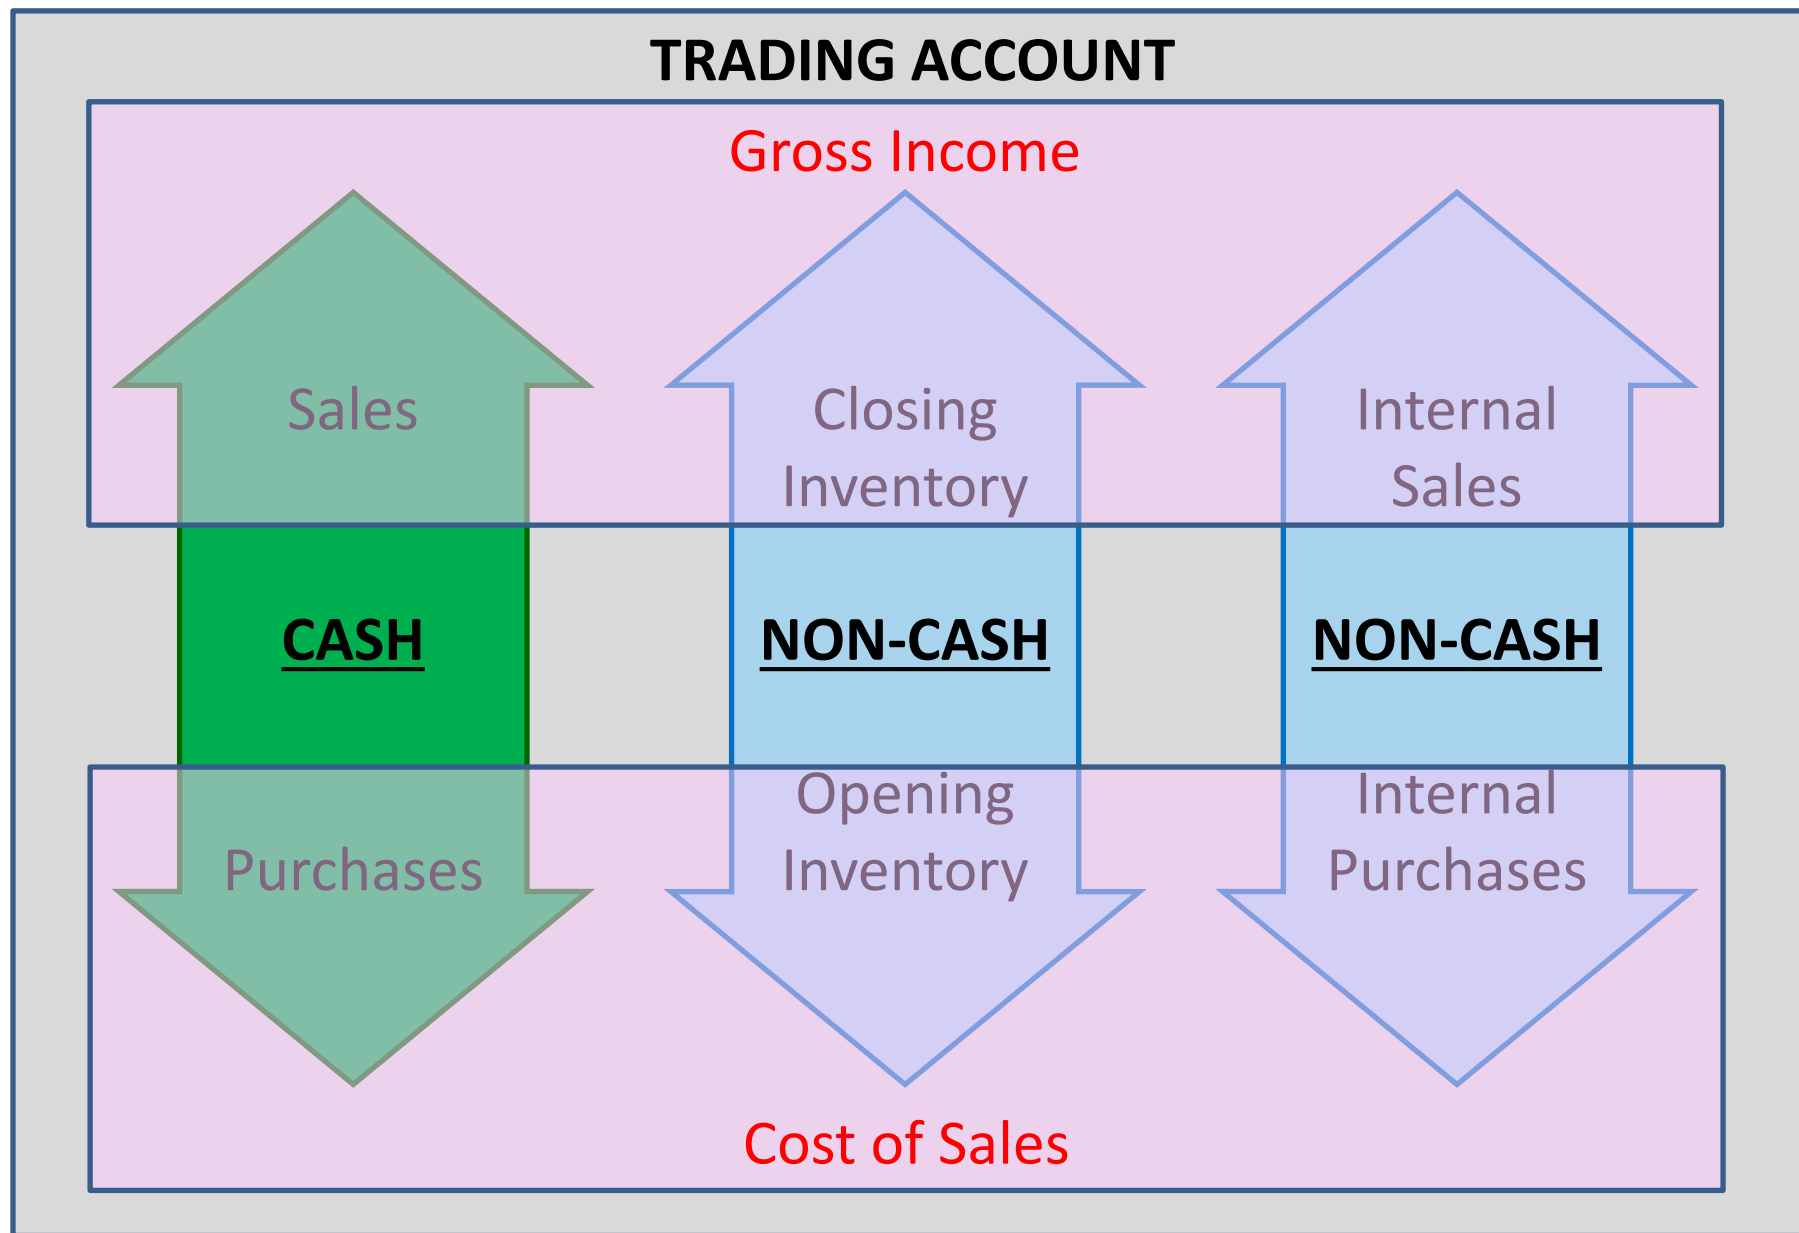 TRADING ACCOUNT
Gross Income
Sales
Closing
Inventory
Internal
Sales
CASH
NON-CASH
NON-CASH
Purchases
Opening
Inventory
Internal
Purchases
Cost of Sales